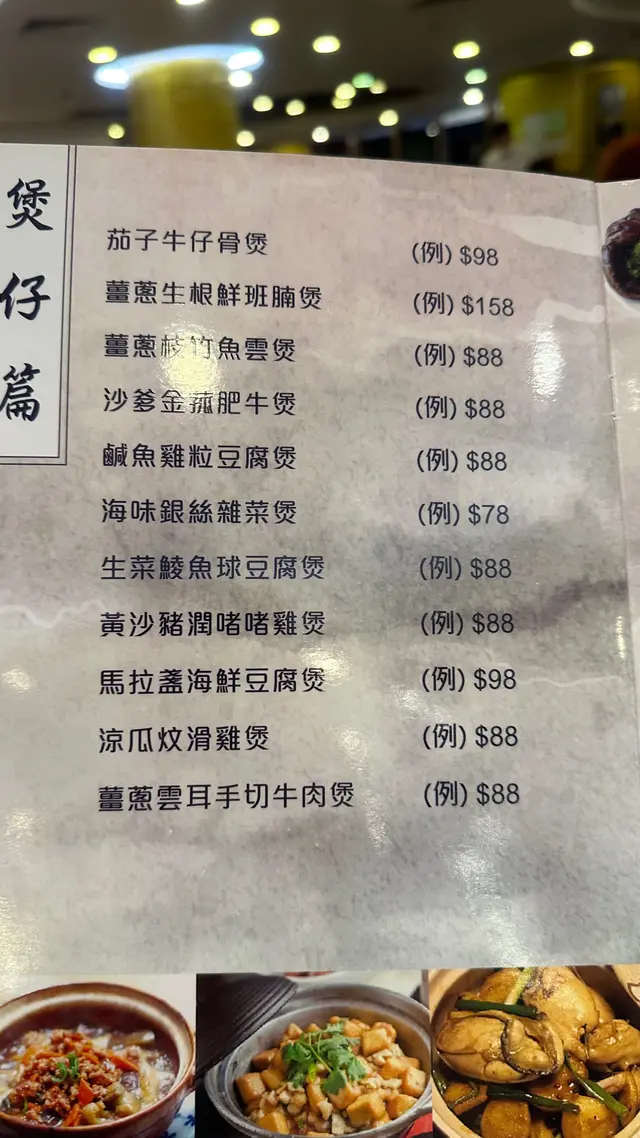 煲仔篇
茄子牛仔骨煲 (例) $98
薑蔥生根鮮班腩煲 (例) $158
薑蔥枝竹魚雲煲 (例) $88
沙爹金菰肥牛煲 (例) $88
鹹魚雞粒豆腐煲 (例) $88
海味銀絲雜菜煲 (例) $78
生菜鯪魚球豆腐煲 (例) $88
黃沙豬潤啫啫雞煲 (例) $88
馬拉盞海鮮豆腐煲 (例) $98
涼瓜炆滑雞煲 (例) $88
薑蔥雲耳手切牛肉煲 (例) $88